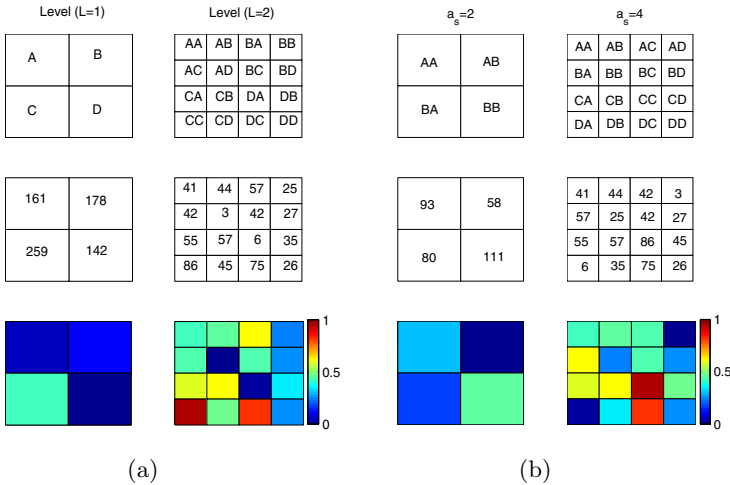 Level (L=1) Level (L=2) a_s=2 a_s=4
A B AA AB BA BB AA AB AA AB AC AD
AC AD BC BD BA BB BC BD
C D CA CB DA DB BA BB CA CB CC CD
CC CD DC DD DA DB DC DD
161 178 41 44 57 25 93 58 41 44 42 3
42 3 42 27 57 25 42 27
259 142 55 57 6 35 80 111 55 57 86 45
86 45 75 26 6 35 75 26
1 1
0.5 0.5
0 0
(a) (b)